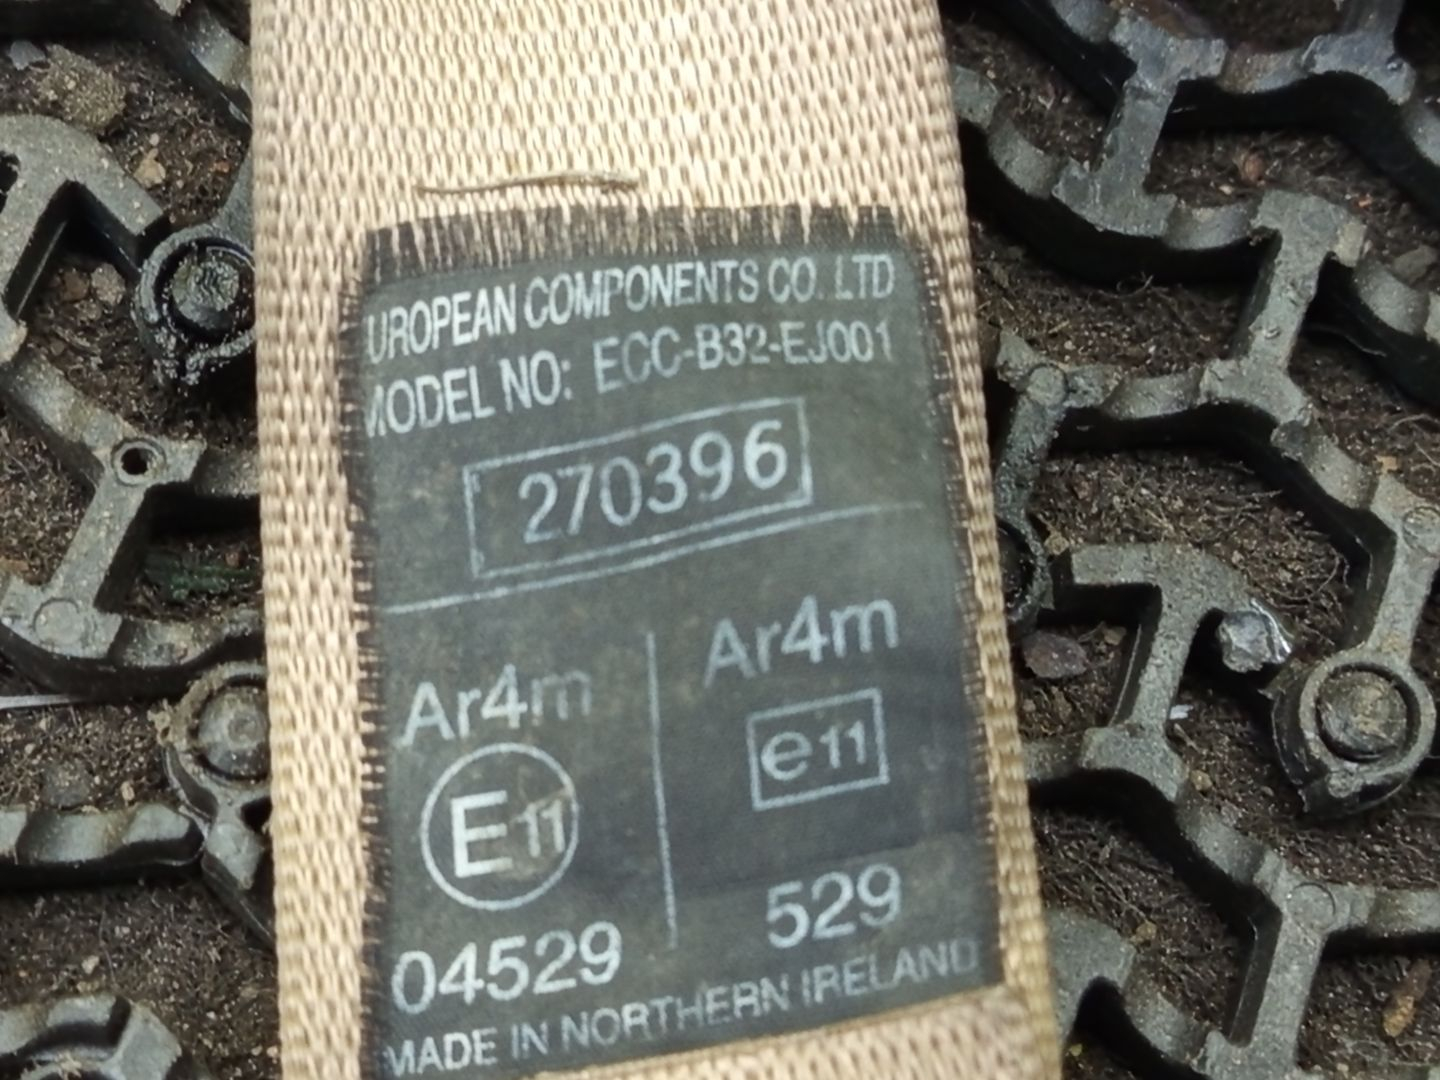 UROPEAN COMPONENTS CO. LTD
MODEL NO: ECC-B32-EJ001
270396
Ar4m Ar4m
E11 e11
04529 529
MADE IN NORTHERN IRELAND